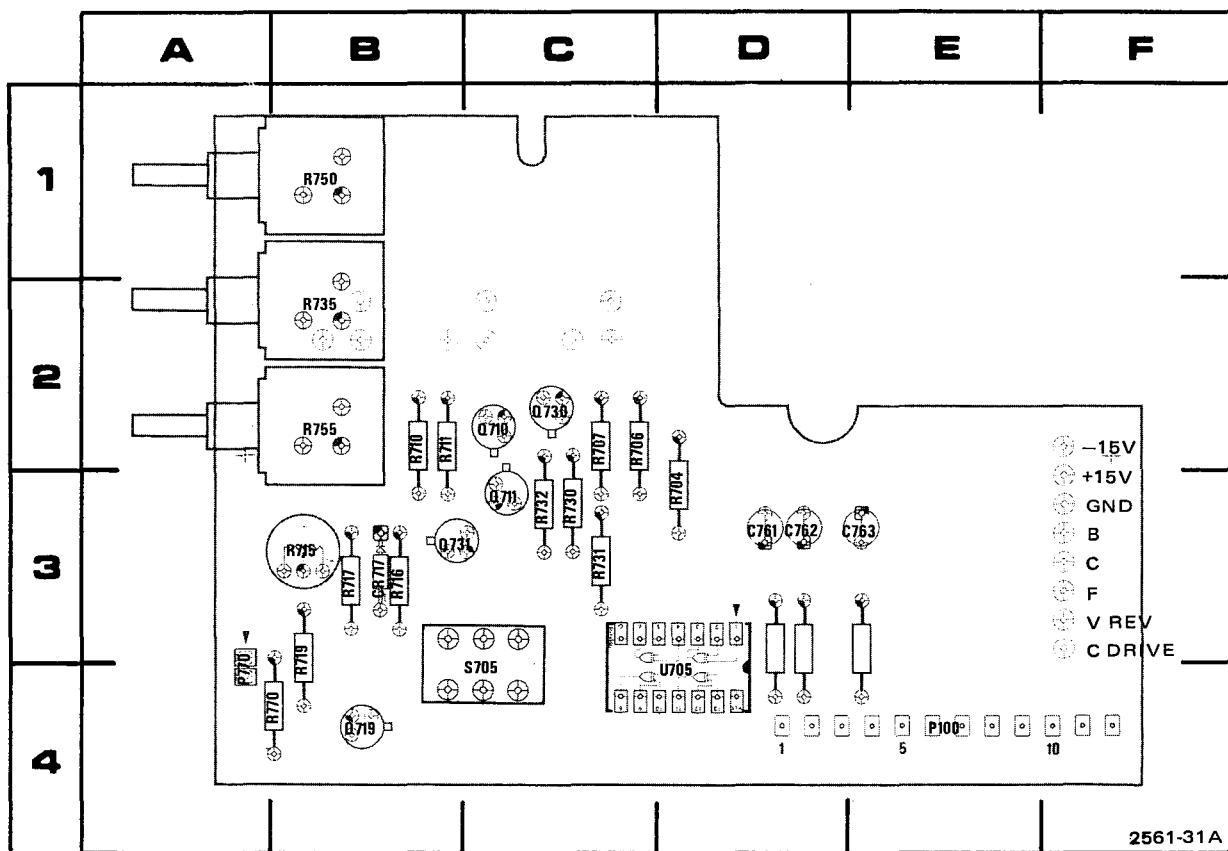 A B C D E F
1
R750
R735
2
R755
R710
R711
Q710
Q730
R707
R706
R704
-15V
+15V
GND
B
C
F
V REV
C DRIVE
3
Q711
R732
R730
R731
C761
C762
C763
R715
R717
CR717
R716
Q731
P770
R719
R770
S705
U705
Q719
4
P100
1 5 10
2561-31A